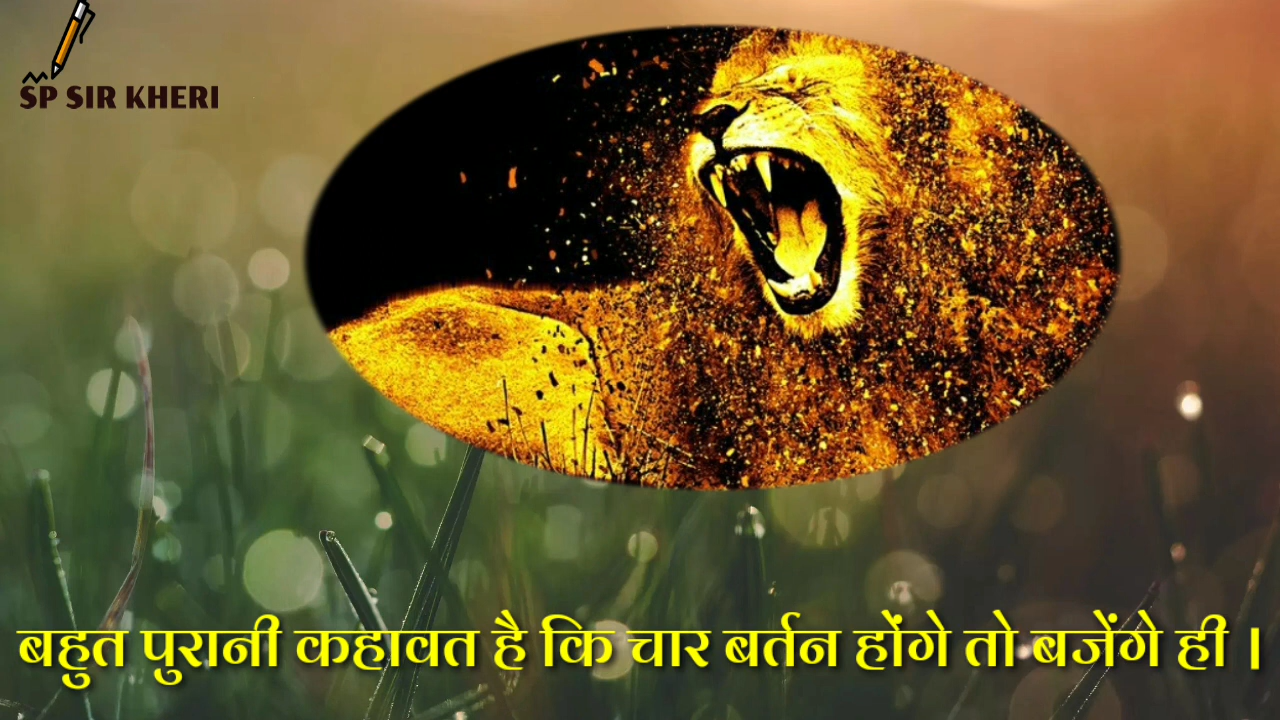 SP SIR KHERI
बहुत पुरानी कहावत है कि चार बर्तन होंगे तो बजेंगे ही ।